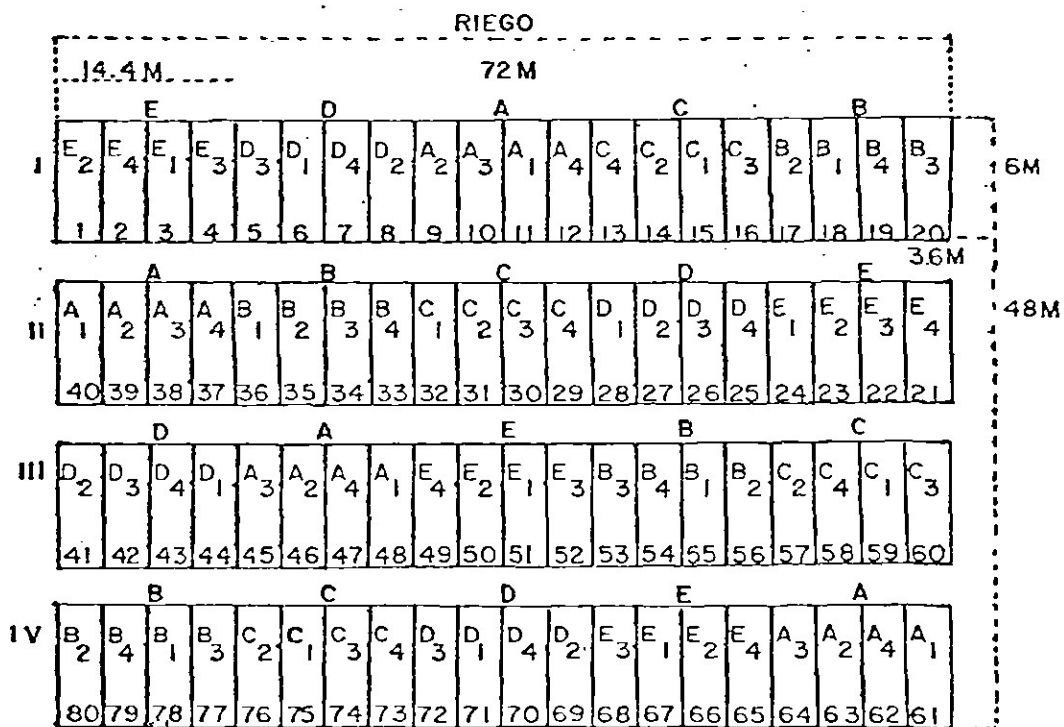 RIEGO
14.4 M 72 M
E D A C B
I E2 E4 E1 E3 D3 D1 D4 D2 A2 A3 A1 A4 C4 C2 C1 C3 B2 B1 B4 B3 6M
1 2 3 4 5 6 7 8 9 10 11 12 13 14 15 16 17 18 19 20
3.6M
A B C D E
II A1 A2 A3 A4 B1 B2 B3 B4 C1 C2 C3 C4 D1 D2 D3 D4 E1 E2 E3 E4 48M
40 39 38 37 36 35 34 33 32 31 30 29 28 27 26 25 24 23 22 21
D A E B C
III D2 D3 D4 D1 A3 A2 A4 A1 E4 E2 E1 E3 B3 B4 B1 B2 C2 C4 C1 C3
41 42 43 44 45 46 47 48 49 50 51 52 53 54 55 56 57 58 59 60
B C D E A
IV B2 B4 B1 B3 C2 C1 C3 C4 D3 D1 D4 D2 E3 E1 E2 E4 A3 A2 A4 A1
80 79 78 77 76 75 74 73 72 71 70 69 68 67 66 65 64 63 62 61